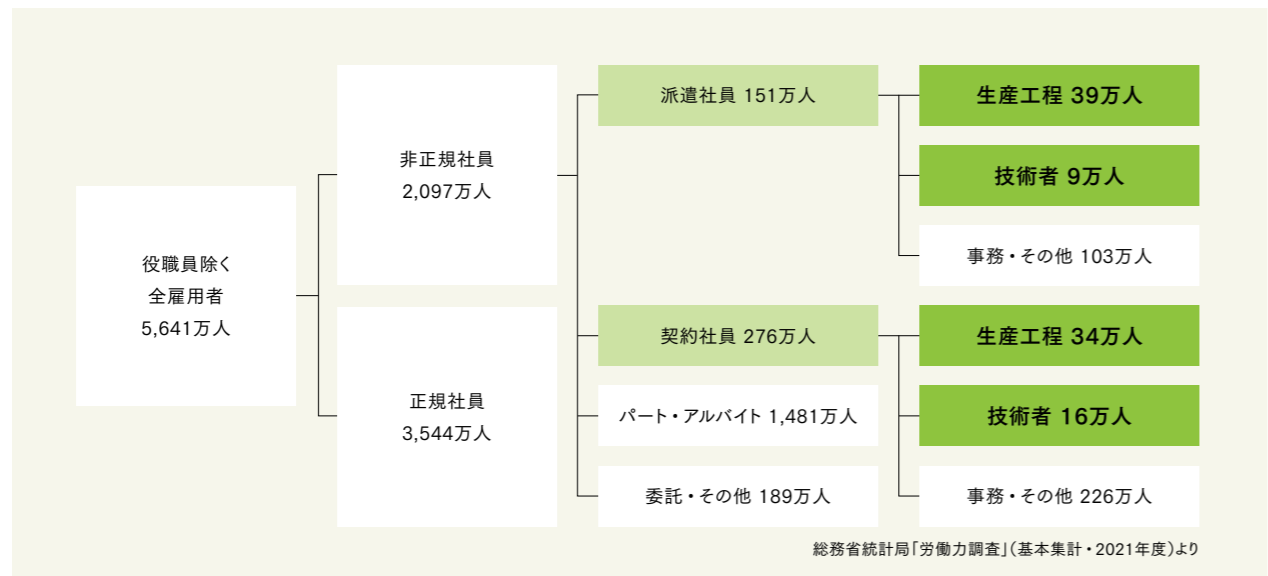 役職員除く
全雇用者
5,641万人
非正規社員
2,097万人
正規社員
3,544万人
派遣社員 151万人
契約社員 276万人
パート・アルバイト 1,481万人
委託・その他 189万人
生産工程 39万人
技術者 9万人
事務・その他 103万人
生産工程 34万人
技術者 16万人
事務・その他 226万人
総務省統計局「労働力調査」（基本集計・2021年度）より